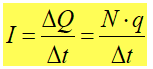 I = ΔQ/Δt = N · q/Δt